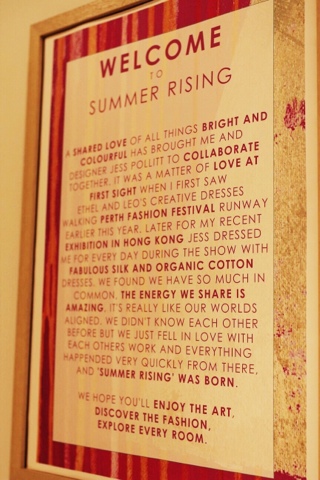 WELCOME
TO
SUMMER RISING
A SHARED LOVE OF ALL THINGS BRIGHT AND
COLOURFUL HAS BROUGHT ME AND
DESIGNER JESS POLLITT TO COLLABORATE
TOGETHER. IT WAS A MATTER OF LOVE AT
FIRST SIGHT WHEN I FIRST SAW
ETHEL AND LEO'S CREATIVE DRESSES
WALKING PERTH FASHION FESTIVAL RUNWAY
EARLIER THIS YEAR. LATER FOR MY RECENT
EXHIBITION IN HONG KONG JESS DRESSED
ME FOR EVERY DAY DURING THE SHOW WITH
FABULOUS SILK AND ORGANIC COTTON
DRESSES. WE FOUND WE HAVE SO MUCH IN
COMMON. THE ENERGY WE SHARE IS
AMAZING. IT'S REALLY LIKE OUR WORLDS
ALIGNED. WE DIDN'T KNOW EACH OTHER
BEFORE BUT WE JUST FELL IN LOVE WITH
EACH OTHERS WORK AND EVERYTHING
HAPPENED VERY QUICKLY FROM THERE,
AND 'SUMMER RISING' WAS BORN.
WE HOPE YOU'LL ENJOY THE ART,
DISCOVER THE FASHION,
EXPLORE EVERY ROOM.